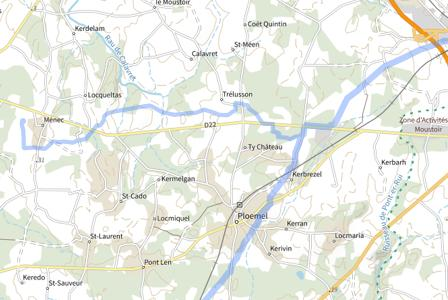 le Moustoir
Coët Quintin
Kerdelam
St-Méen
Calavret
Locqueltas
Trélusson
Ménec
D22
Zone d'Activités
Moustoir
Ty Château
Kerbarh
Kermelgan
Kerbrezel
St-Cado
Locmiquel
Ploemel
Kerran
St-Laurent
Locmaria
Kerivin
Pont Len
Keredo
St-Sauveur